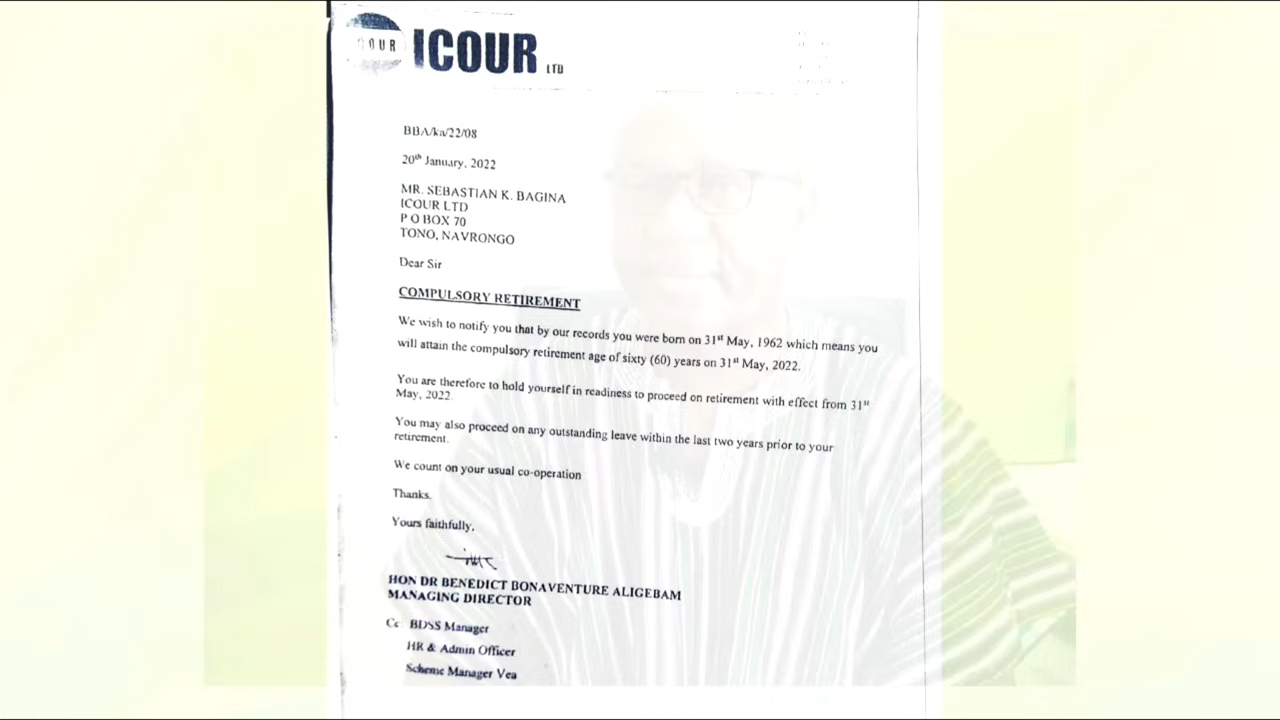 OUR
ICOUR LTD
BBA/ka/22/08
20th January, 2022
MR. SEBASTIAN K. BAGINA
ICOUR LTD
P O BOX 70
TONO, NAVRONGO
Dear Sir
COMPULSORY RETIREMENT
We wish to notify you that by our records you were born on 31st May, 1962 which means you
will attain the compulsory retirement age of sixty (60) years on 31st May, 2022.
You are therefore to hold yourself in readiness to proceed on retirement with effect from 31st
May, 2022.
You may also proceed on any outstanding leave within the last two years prior to your
retirement.
We count on your usual co-operation
Thanks.
Yours faithfully,
HON DR BENEDICT BONAVENTURE ALIGEBAM
MANAGING DIRECTOR
Cc BDSS Manager
HR & Admin Officer
Scheme Manager Vea